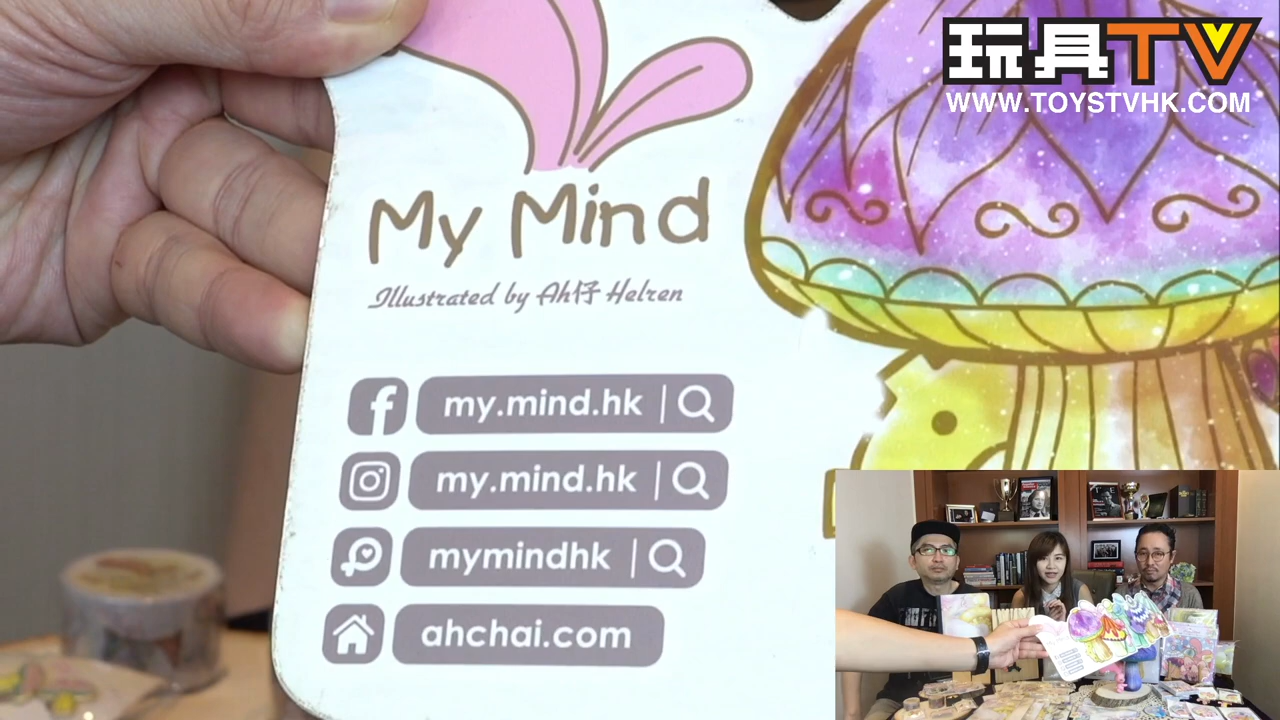 玩具TV
WWW.TOYSTVHK.COM
My Mind
Illustrated by Ah仔 Helren
my.mind.hk
my.mind.hk
mymindhk
ahchai.com